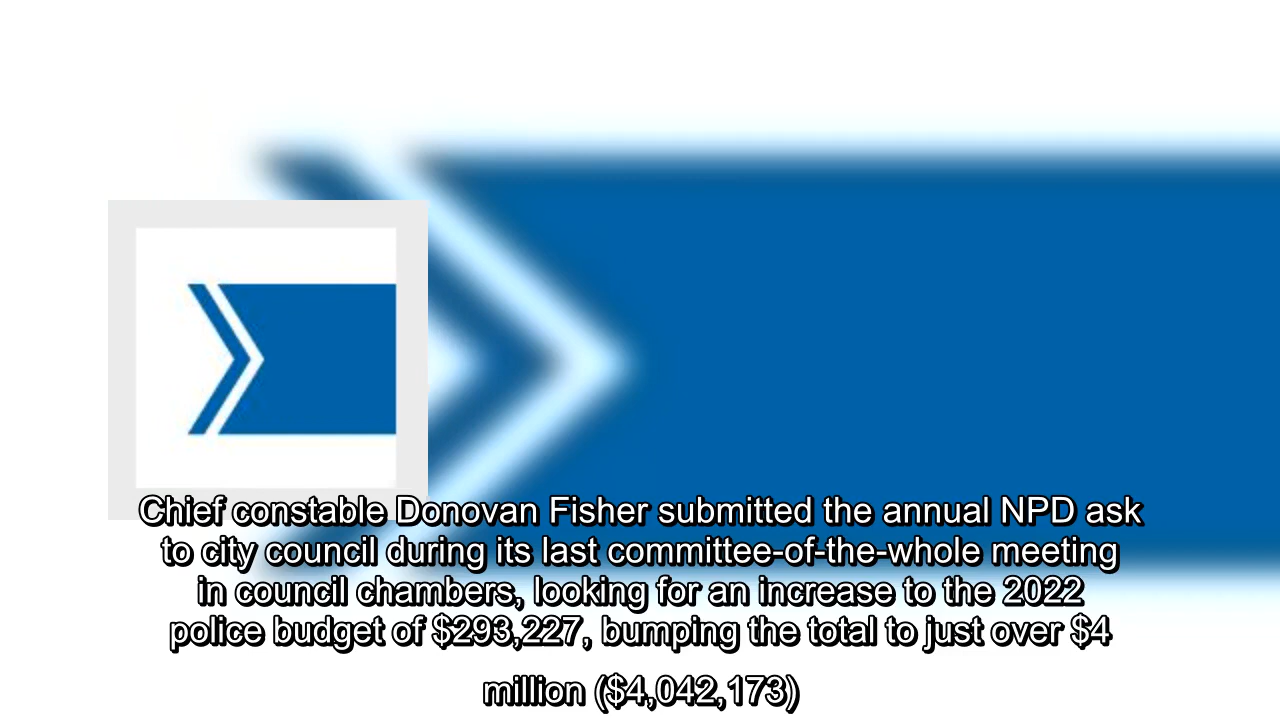 Chief constable Donovan Fisher submitted the annual NPD ask
to city council during its last committee-of-the-whole meeting
in council chambers, looking for an increase to the 2022
police budget of $293,227, bumping the total to just over $4
million ($4,042,173)